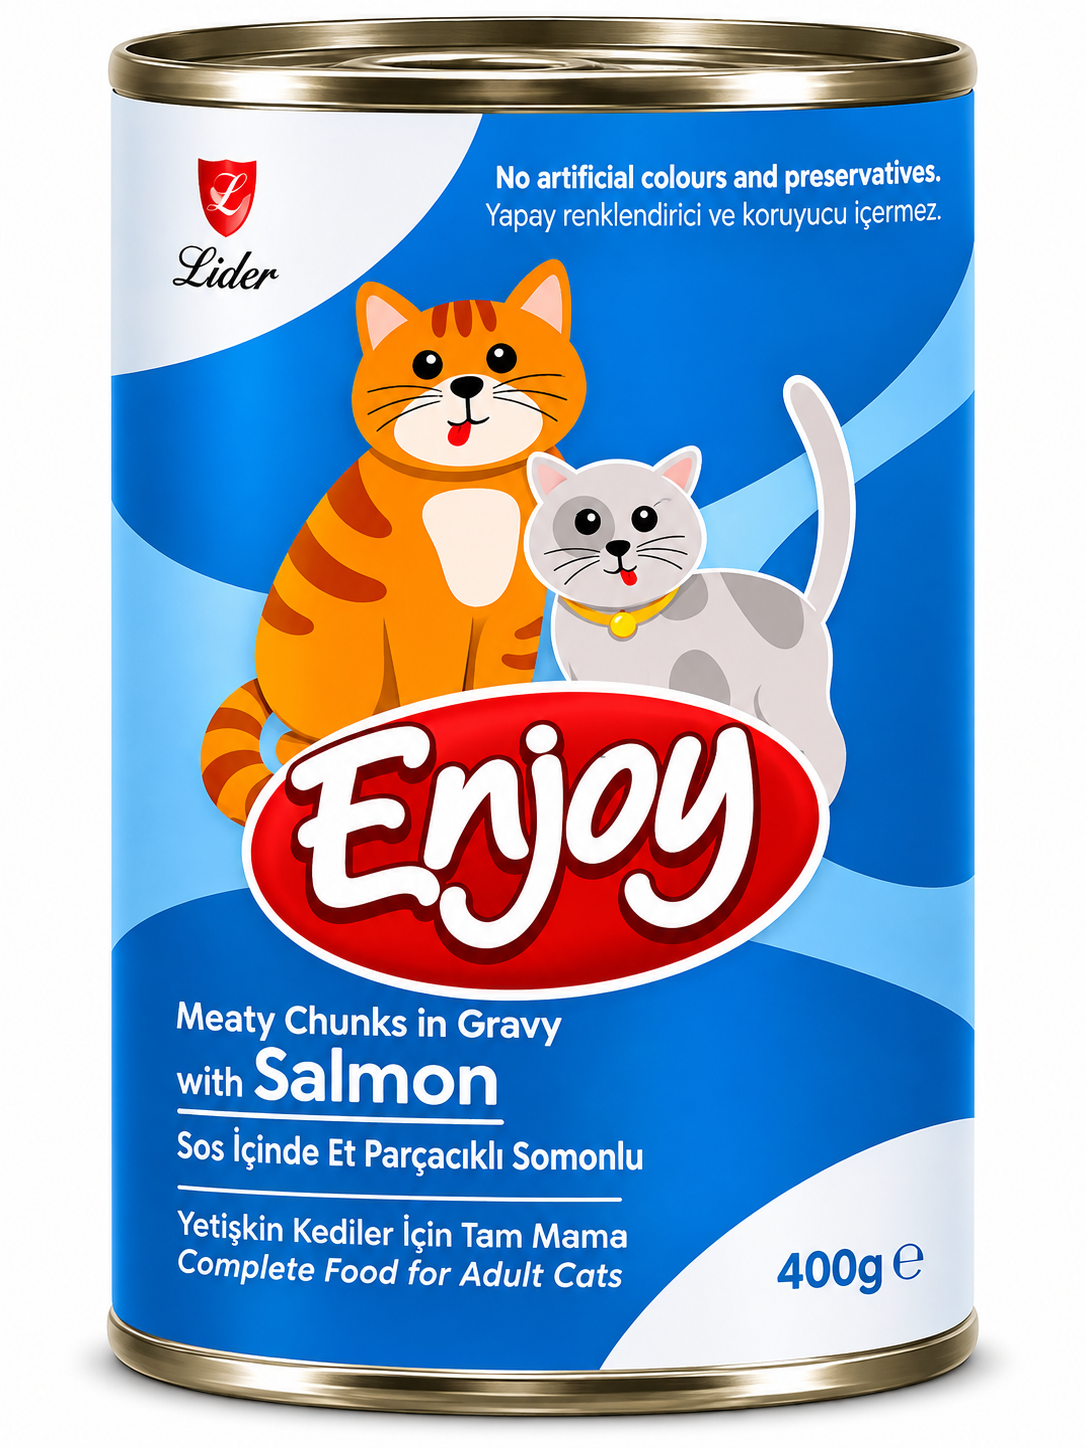 L
Lider
No artificial colours and preservatives.
Yapay renklendirici ve koruyucu içermez.
Enjoy
Meaty Chunks in Gravy
with Salmon
Sos İçinde Et Parçacıklı Somonlu
Yetişkin Kediler İçin Tam Mama
Complete Food for Adult Cats
400g ℮